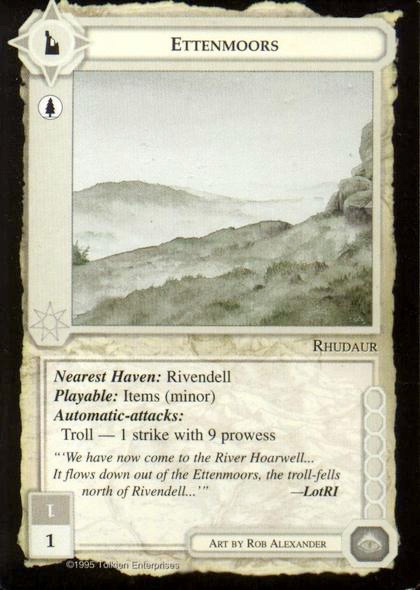 ETTENMOORS
RHUDAUR
Nearest Haven: Rivendell
Playable: Items (minor)
Automatic-attacks:
Troll — 1 strike with 9 prowess
“‘We have now come to the River Hoarwell...
It flows down out of the Ettenmoors, the troll-fells
north of Rivendell...’” —LotRI
1
1
ART BY ROB ALEXANDER
©1995 Tolkien Enterprises